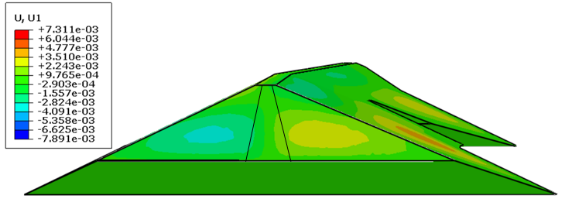 U, U1
+7.311e-03
+6.044e-03
+4.777e-03
+3.510e-03
+2.243e-03
+9.765e-04
-2.903e-04
-1.557e-03
-2.824e-03
-4.091e-03
-5.358e-03
-6.625e-03
-7.891e-03